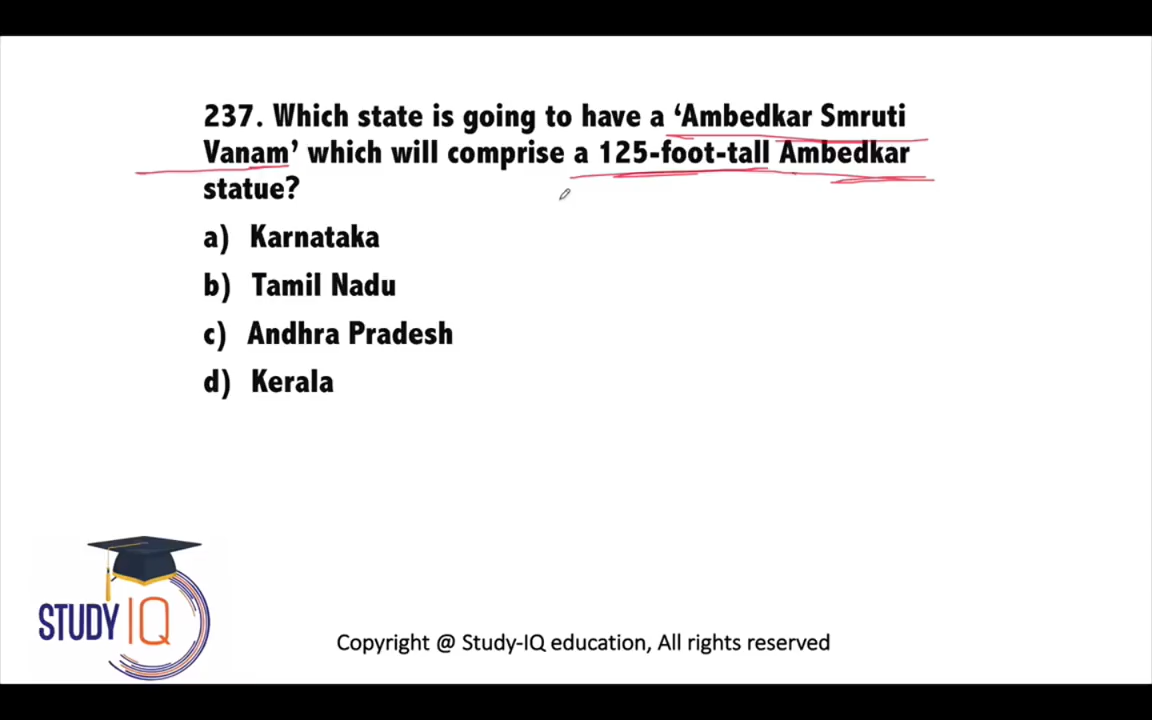 237. Which state is going to have a ‘Ambedkar Smruti
Vanam’ which will comprise a 125-foot-tall Ambedkar
statue?
a) Karnataka
b) Tamil Nadu
c) Andhra Pradesh
d) Kerala
STUDY IQ
Copyright @ Study-IQ education, All rights reserved